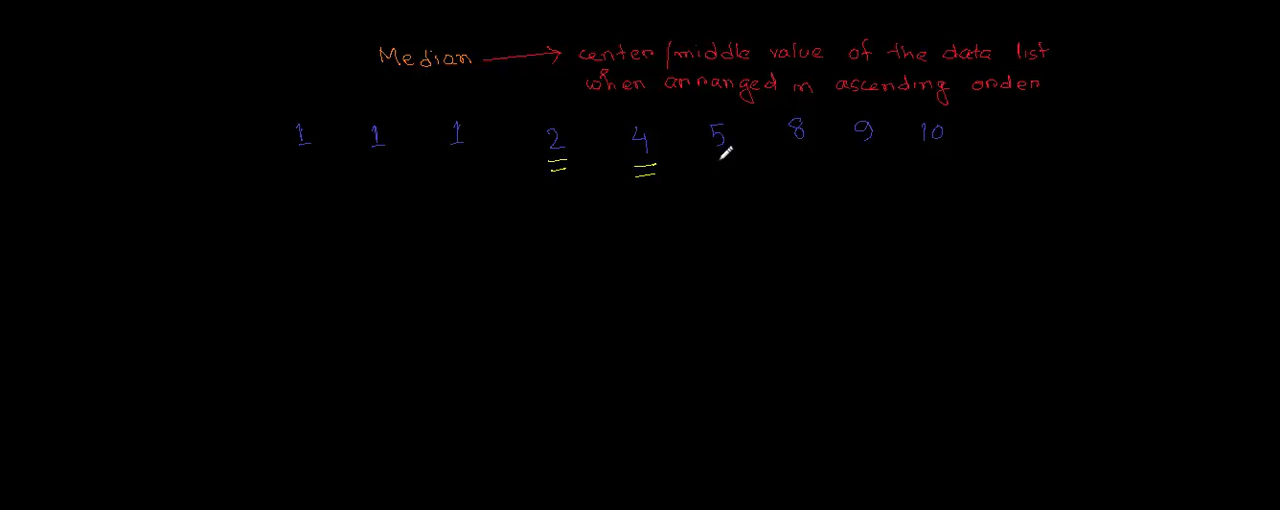 Median → center/middle value of the data list
when arranged in ascending order
1 1 1 2 4 5 8 9 10